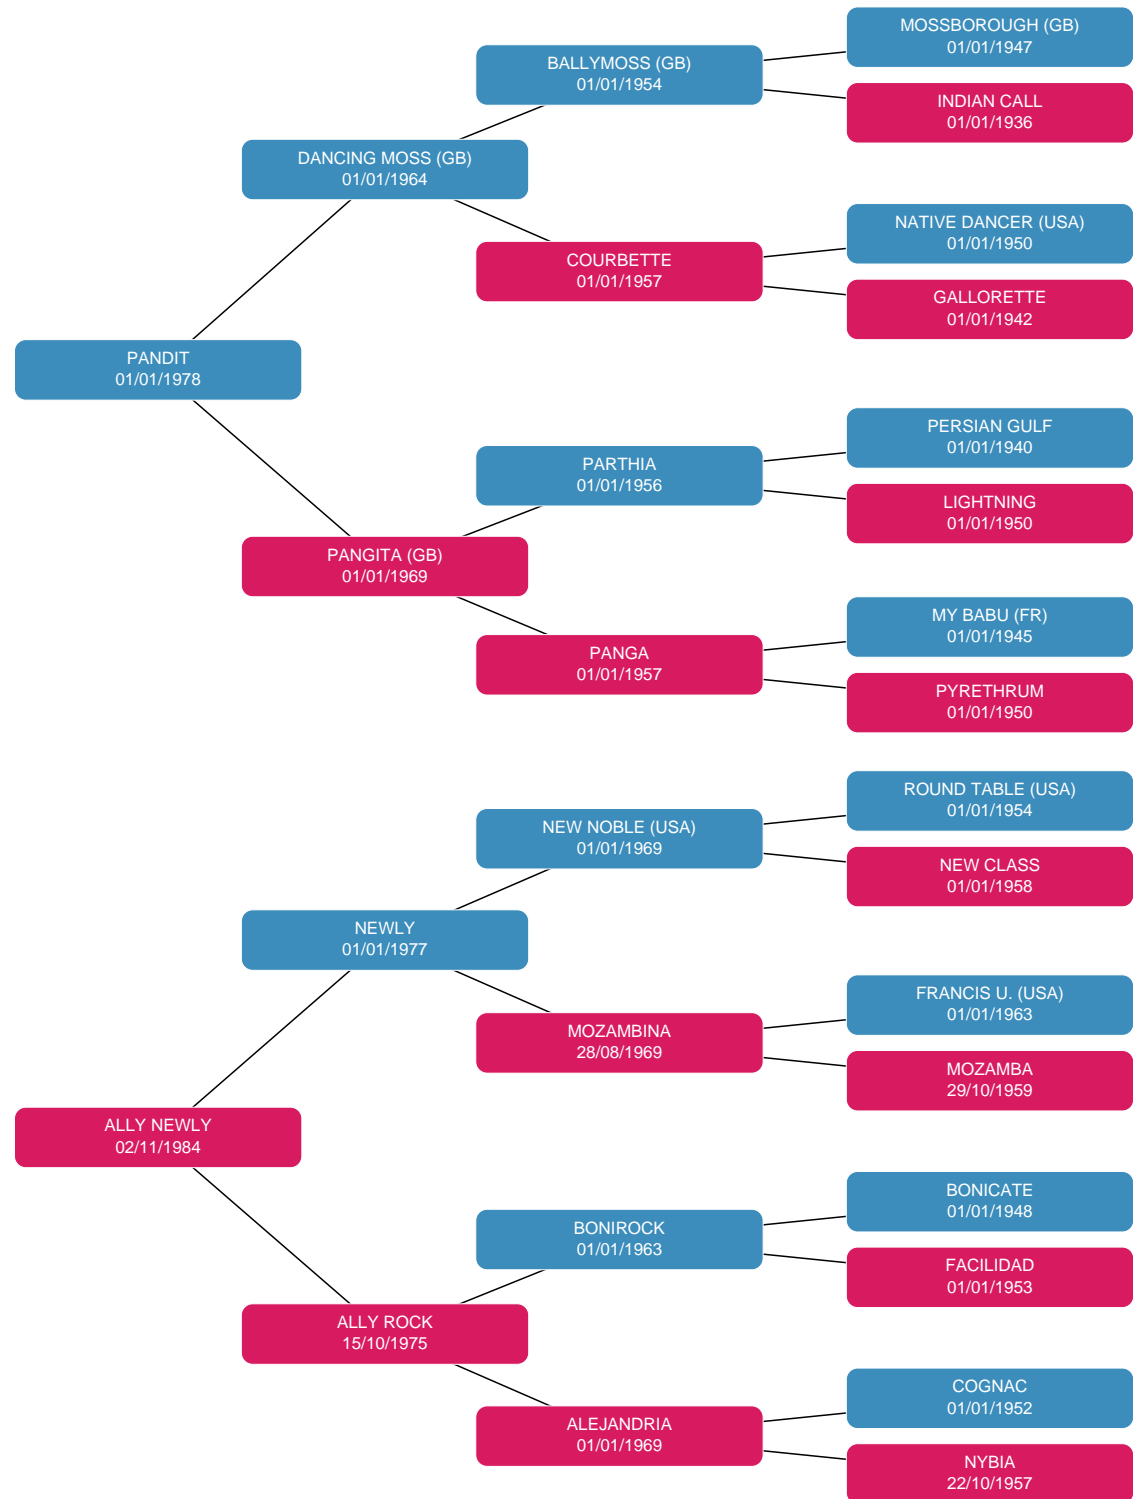 MOSSBOROUGH (GB)
01/01/1947
BALLYMOSS (GB)
01/01/1954
INDIAN CALL
01/01/1936
DANCING MOSS (GB)
01/01/1964
NATIVE DANCER (USA)
01/01/1950
COURBETTE
01/01/1957
GALLORETTE
01/01/1942
PANDIT
01/01/1978
PERSIAN GULF
01/01/1940
PARTHIA
01/01/1956
LIGHTNING
01/01/1950
PANGITA (GB)
01/01/1969
MY BABU (FR)
01/01/1945
PANGA
01/01/1957
PYRETHRUM
01/01/1950
ROUND TABLE (USA)
01/01/1954
NEW NOBLE (USA)
01/01/1969
NEW CLASS
01/01/1958
NEWLY
01/01/1977
FRANCIS U. (USA)
01/01/1963
MOZAMBINA
28/08/1969
MOZAMBA
29/10/1959
ALLY NEWLY
02/11/1984
BONICATE
01/01/1948
BONIROCK
01/01/1963
FACILIDAD
01/01/1953
ALLY ROCK
15/10/1975
COGNAC
01/01/1952
ALEJANDRIA
01/01/1969
NYBIA
22/10/1957